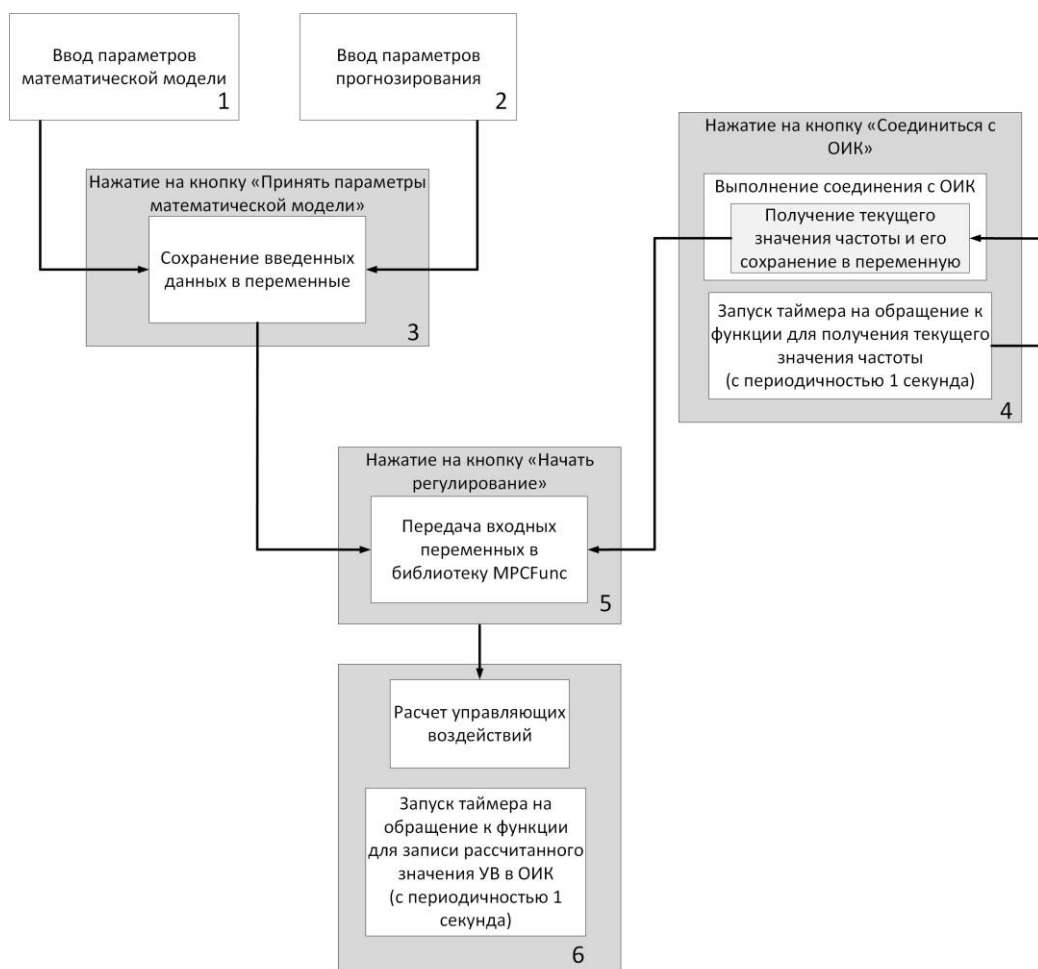 Ввод параметров
математической модели
1
Ввод параметров
прогнозирования
2
Нажатие на кнопку «Принять параметры
математической модели»
Сохранение введенных
данных в переменные
3
Нажатие на кнопку «Соединиться с
ОИК»
Выполнение соединения с ОИК
Получение текущего
значения частоты и его
сохранение в переменную
Запуск таймера на обращение к
функции для получения текущего
значения частоты
(с периодичностью 1 секунда)
4
Нажатие на кнопку «Начать
регулирование»
Передача входных
переменных в
библиотеку MPCFunc
5
Расчет управляющих
воздействий
Запуск таймера на
обращение к функции
для записи рассчитанного
значения УВ в ОИК
(с периодичностью 1
секунда)
6